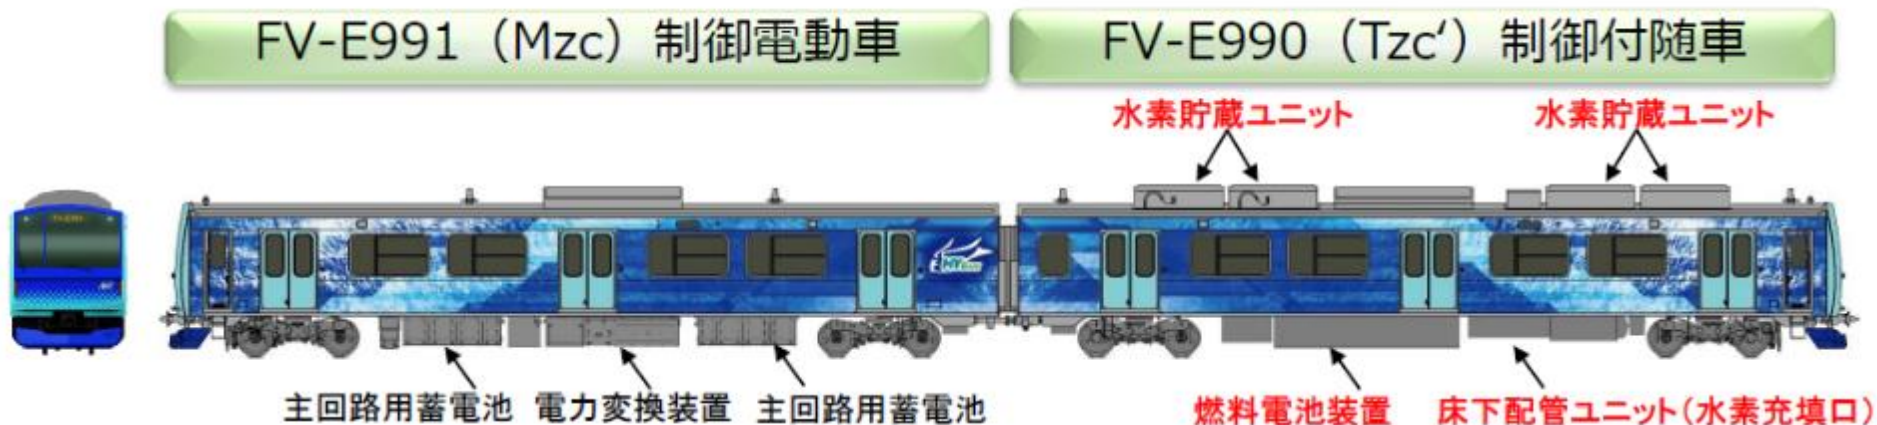 FV-E991（Mzc）制御電動車
FV-E990（Tzc‘）制御付随車
水素貯蔵ユニット
水素貯蔵ユニット
HYBARI
主回路用蓄電池
電力変換装置
主回路用蓄電池
燃料電池装置
床下配管ユニット（水素充填口）